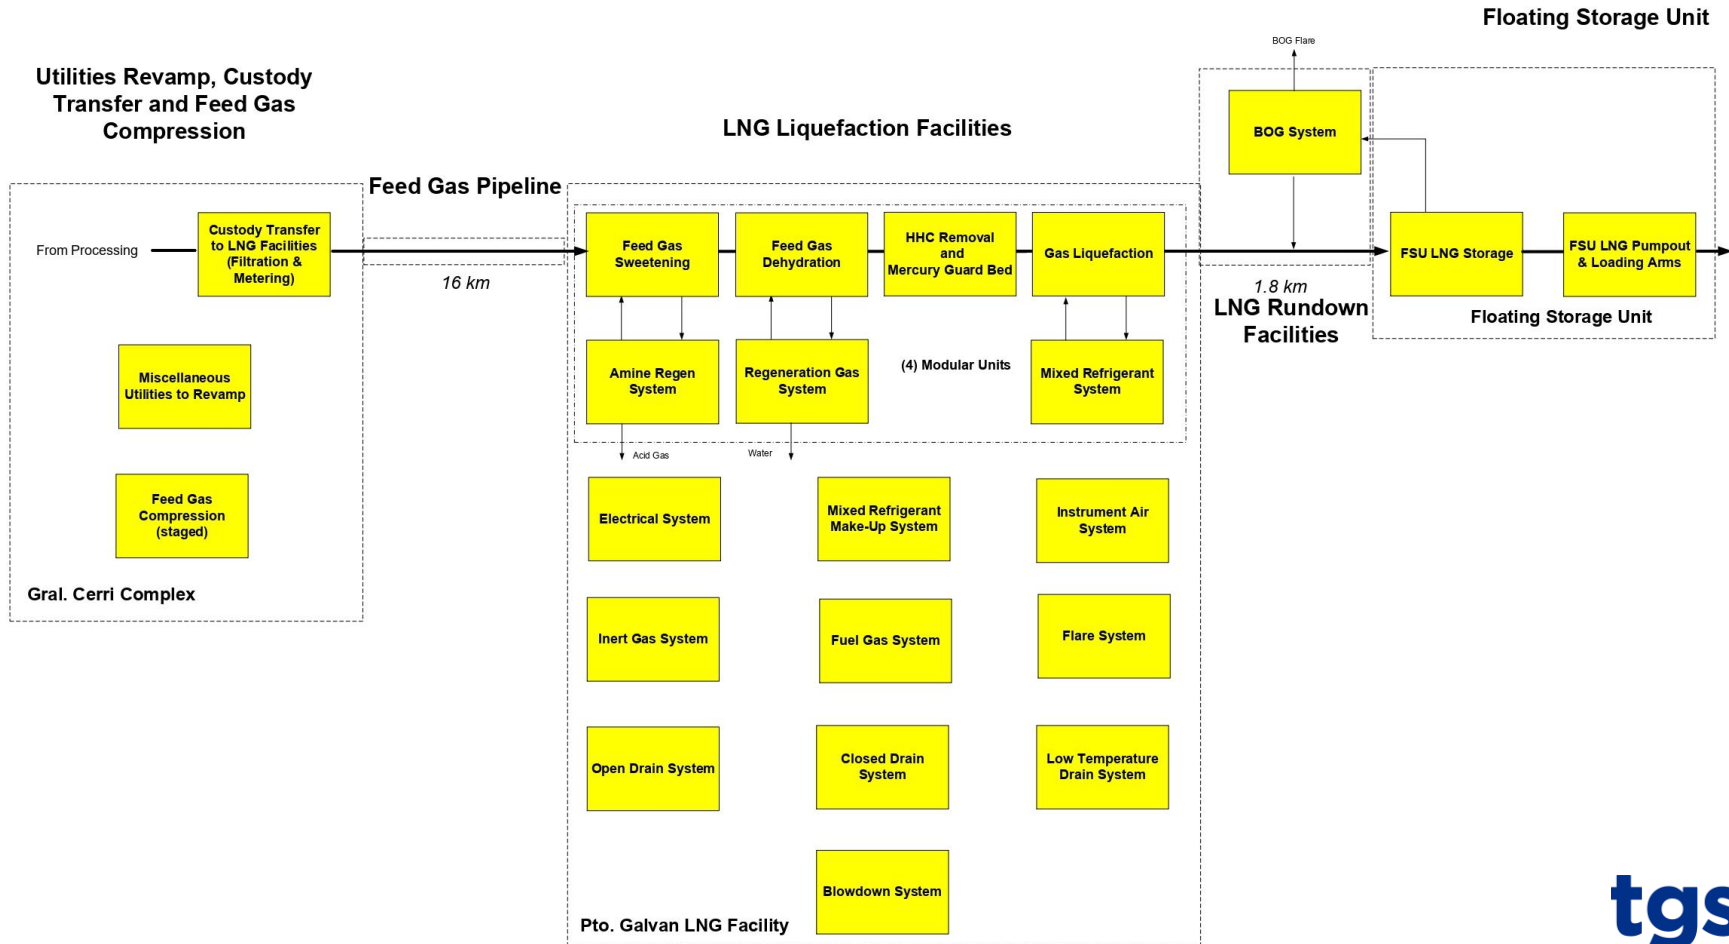 Floating Storage Unit
BOG Flare
Utilities Revamp, Custody
Transfer and Feed Gas
Compression
LNG Liquefaction Facilities
BOG System
Feed Gas Pipeline
From Processing
Custody Transfer
to LNG Facilities
(Filtration &
Metering)
16 km
Feed Gas
Sweetening
Feed Gas
Dehydration
HHC Removal
and
Mercury Guard Bed
Gas Liquefaction
1.8 km
LNG Rundown
Facilities
FSU LNG Storage
FSU LNG Pumpout
& Loading Arms
Floating Storage Unit
Miscellaneous
Utilities to Revamp
Amine Regen
System
Regeneration Gas
System
(4) Modular Units
Mixed Refrigerant
System
Acid Gas
Water
Feed Gas
Compression
(staged)
Gral. Cerri Complex
Electrical System
Mixed Refrigerant
Make-Up System
Instrument Air
System
Inert Gas System
Fuel Gas System
Flare System
Open Drain System
Closed Drain
System
Low Temperature
Drain System
Blowdown System
Pto. Galvan LNG Facility
tgs